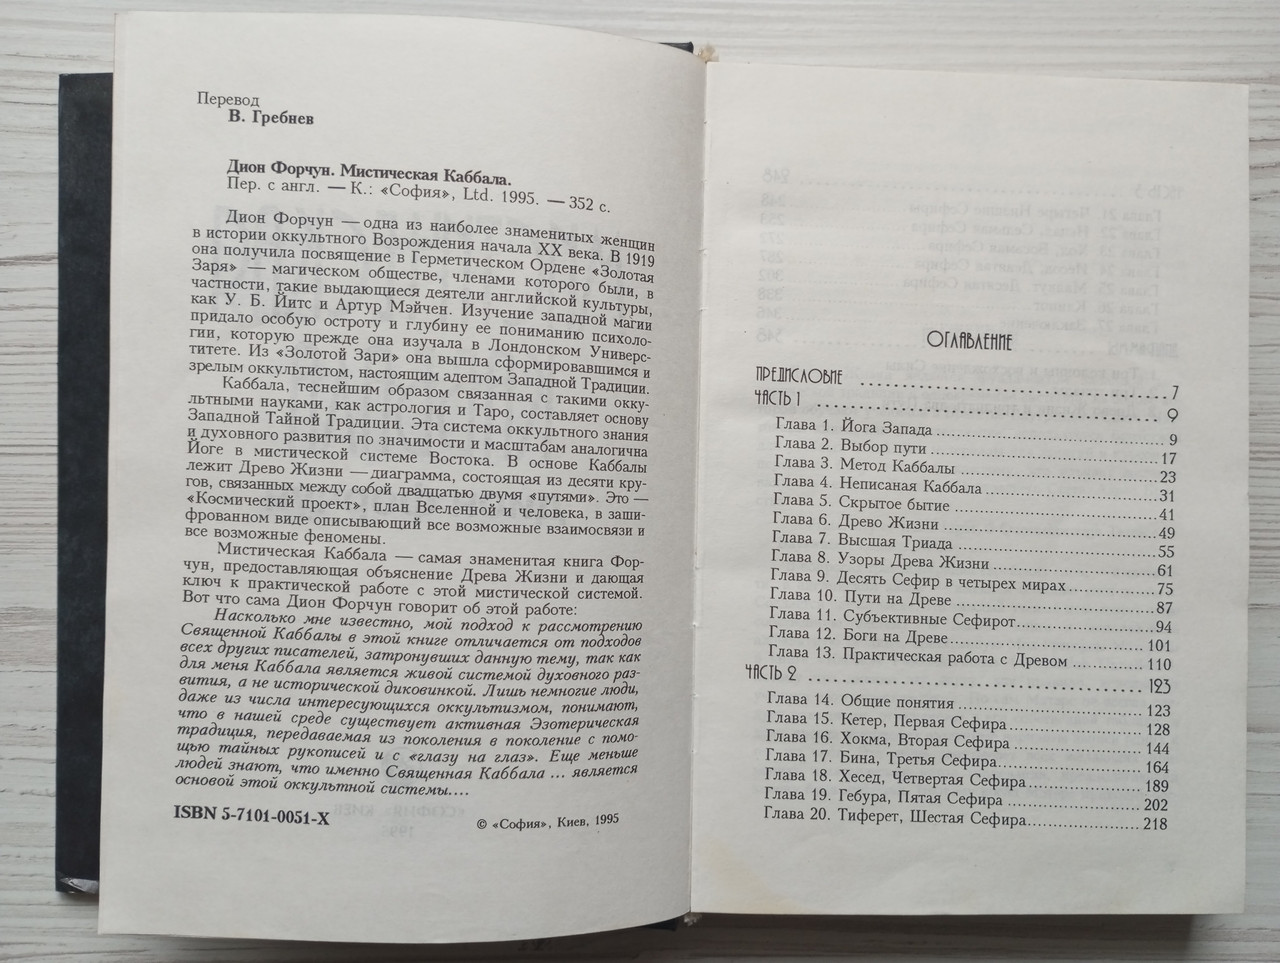 Перевод
В. Гребнев
Дион Форчун. Мистическая Каббала.
Пер. с англ. — К.: «София», Ltd. 1995. — 352 с.
Дион Форчун — одна из наиболее знаменитых женщин
в истории оккультного Возрождения начала XX века. В 1919
она получила посвящение в Герметическом Ордене «Золотая
Заря» — магическом обществе, членами которого были, в
частности, такие выдающиеся деятели английской культуры,
как У. Б. Йитс и Артур Мэйчен. Изучение западной магии
придало особую остроту и глубину ее пониманию психоло-
гии, которую прежде она изучала в Лондонском Универс-
титете. Из «Золотой Зари» она вышла сформировавшимся и
зрелым оккультистом, настоящим адептом Западной Традиции.
Каббала, теснейшим образом связанная с такими окку-
льтными науками, как астрология и Таро, составляет основу
Западной Тайной Традиции. Эта система оккультного знания
и духовного развития по значимости и масштабам аналогична
Йоге в мистической системе Востока. В основе Каббалы
лежит Древо Жизни — диаграмма, состоящая из десяти кру-
гов, связанных между собой двадцатью двумя «путями». Это —
«Космический проект», план Вселенной и человека, в заши-
фрованном виде описывающий все возможные взаимосвязи и
все возможные феномены.
Мистическая Каббала — самая знаменитая книга Фор-
чун, предоставляющая объяснение Древа Жизни и дающая
ключ к практической работе с этой мистической системой.
Вот что сама Дион Форчун говорит об этой работе:
Насколько мне известно, мой подход к рассмотрению
Священной Каббалы в этой книге отличается от подходов
всех других писателей, затронувших данную тему, так как
для меня Каббала является живой системой духовного раз-
вития, а не исторической диковинкой. Лишь немногие люди,
даже из числа интересующихся оккультизмом, понимают,
что в нашей среде существует активная Эзотерическая
традиция, передаваемая из поколения в поколение с помо-
щью тайных рукописей и с «глазу на глаз». Еще меньше
людей знают, что именно Священная Каббала ... является
основой этой оккультной системы....
ISBN 5-7101-0051-X
© «София», Киев, 1995
ОГЛАВЛЕНИЕ
ПРЕДИСЛОВИЕ 7
ЧАСТЬ 1 9
Глава 1. Йога Запада 9
Глава 2. Выбор пути 17
Глава 3. Метод Каббалы 23
Глава 4. Неписаная Каббала 31
Глава 5. Скрытое бытие 41
Глава 6. Древо Жизни 49
Глава 7. Высшая Триада 55
Глава 8. Узоры Древа Жизни 61
Глава 9. Десять Сефир в четырех мирах 75
Глава 10. Пути на Древе 87
Глава 11. Субъективные Сефирот 94
Глава 12. Боги на Древе 101
Глава 13. Практическая работа с Древом 110
ЧАСТЬ 2 123
Глава 14. Общие понятия 123
Глава 15. Кетер, Первая Сефира 128
Глава 16. Хокма, Вторая Сефира 144
Глава 17. Бина, Третья Сефира 164
Глава 18. Хесед, Четвертая Сефира 189
Глава 19. Гебура, Пятая Сефира 202
Глава 20. Тиферет, Шестая Сефира 218